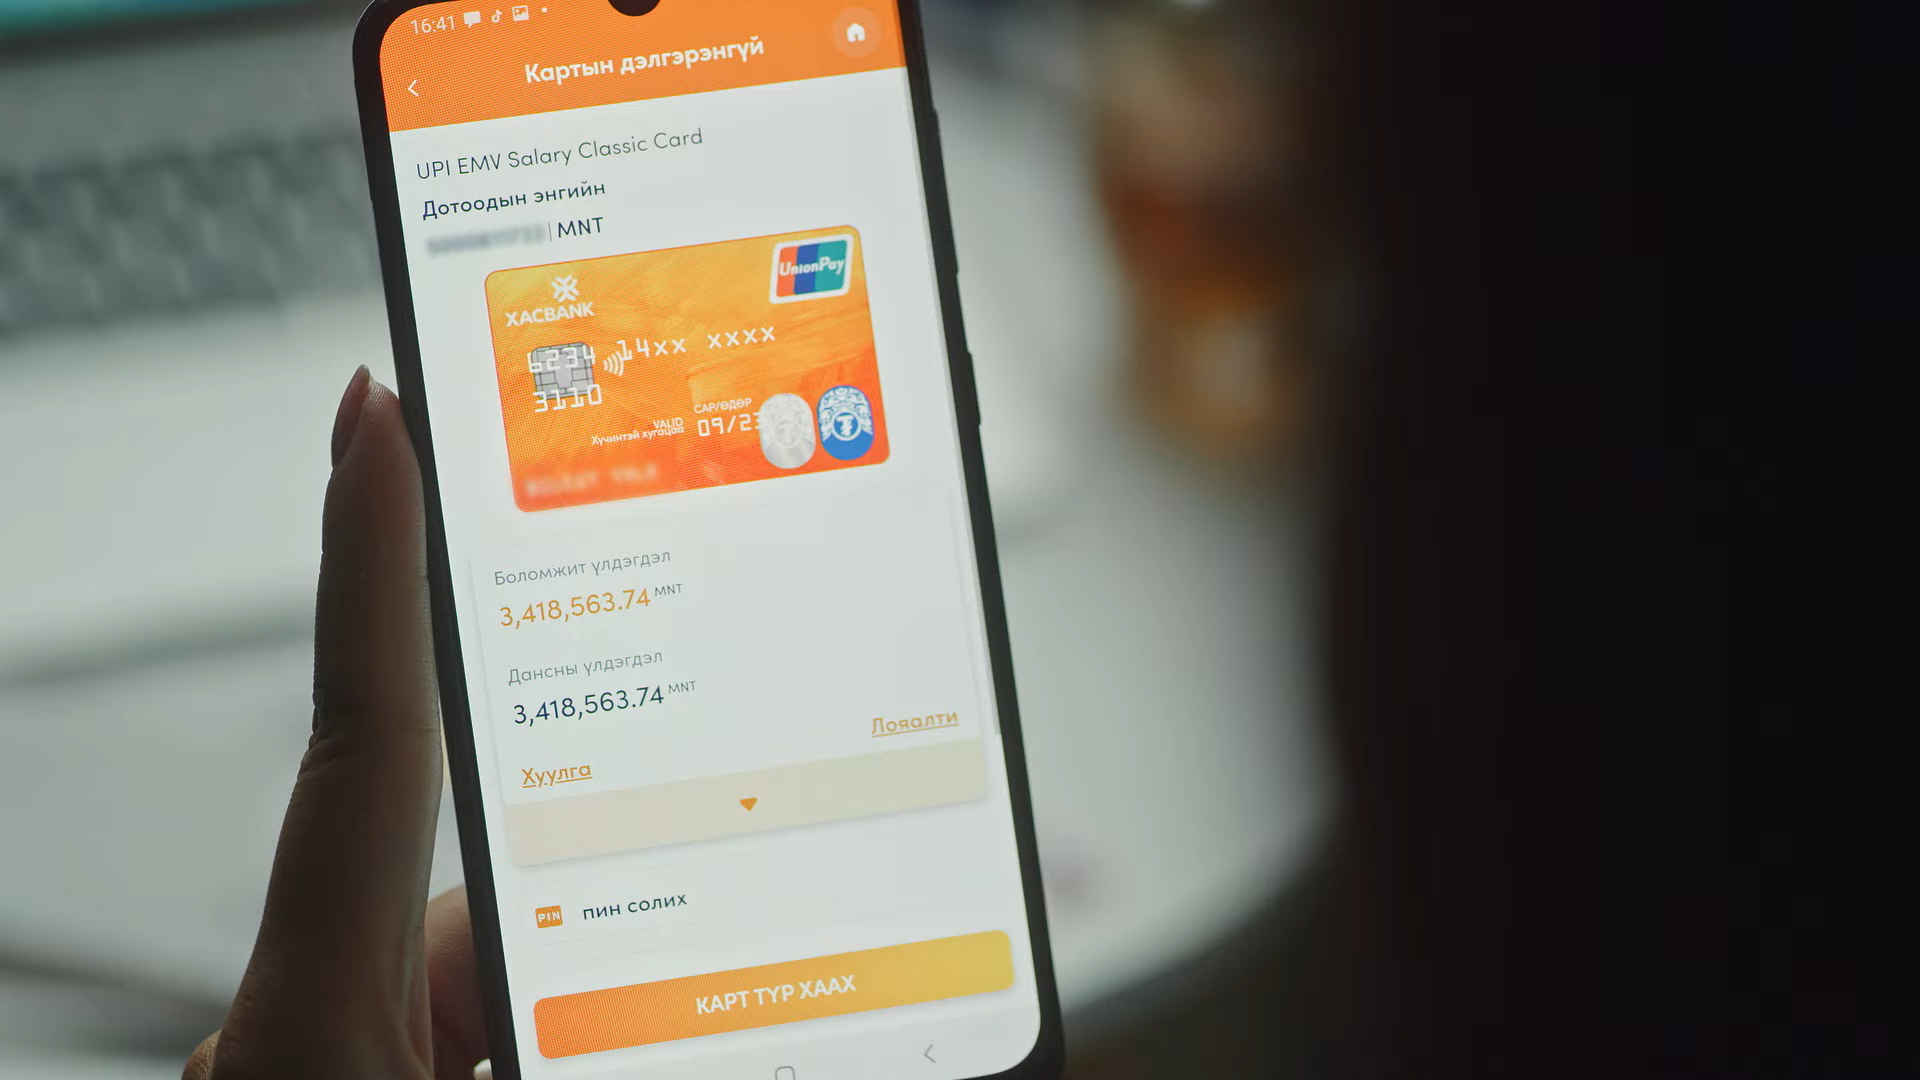 16:41
Картын дэлгэрэнгүй
UPI EMV Salary Classic Card
Дотоодын энгийн
MNT
XACBANK
UnionPay
6234 14XX XXXX
3110
VALID
Хүчинтэй хугацаа
САР/ӨДӨР
09/23
Боломжит үлдэгдэл
3,418,563.74 MNT
Дансны үлдэгдэл
3,418,563.74 MNT
Лоялти
Хуулга
PIN ПИН СОЛИХ
КАРТ ТҮР ХААХ